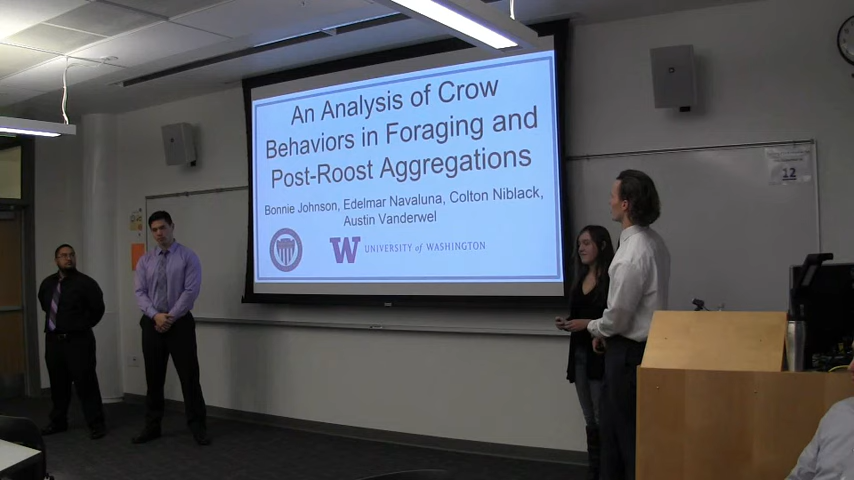 An Analysis of Crow
Behaviors in Foraging and
Post-Roost Aggregations
Bonnie Johnson, Edelmar Navaluna, Colton Niblack,
Austin Vanderwel
W UNIVERSITY of WASHINGTON
12